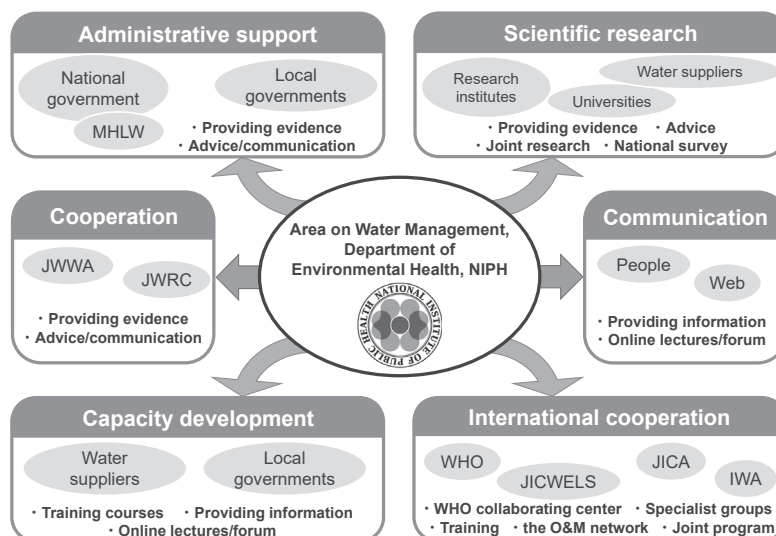 Administrative support
National
government
MHLW
Local
governments
・Providing evidence
・Advice/communication
Scientific research
Research
institutes
Universities
Water suppliers
・Providing evidence ・Advice
・Joint research ・National survey
Cooperation
JWWA
JWRC
・Providing evidence
・Advice/communication
Area on Water Management,
Department of
Environmental Health, NIPH
NATIONAL INSTITUTE OF PUBLIC HEALTH
Communication
People
Web
・Providing information
・Online lectures/forum
Capacity development
Water
suppliers
Local
governments
・Training courses ・Providing information
・Online lectures/forum
International cooperation
WHO
JICWELS
JICA
IWA
・WHO collaborating center ・Specialist groups
・Training ・the O&M network ・Joint program